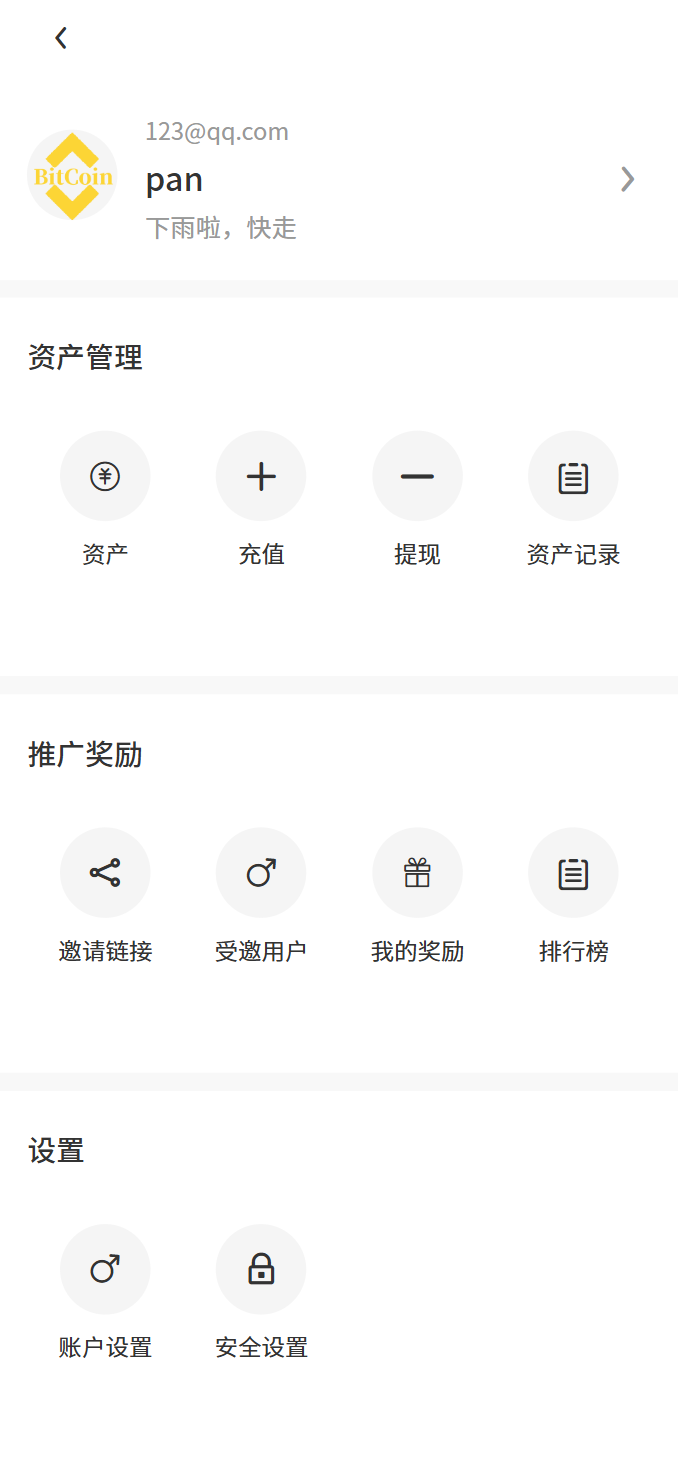 123@qq.com
BitCoin
pan
下雨啦，快走
资产管理
资产 充值 提现 资产记录
推广奖励
邀请链接 受邀用户 我的奖励 排行榜
设置
账户设置 安全设置